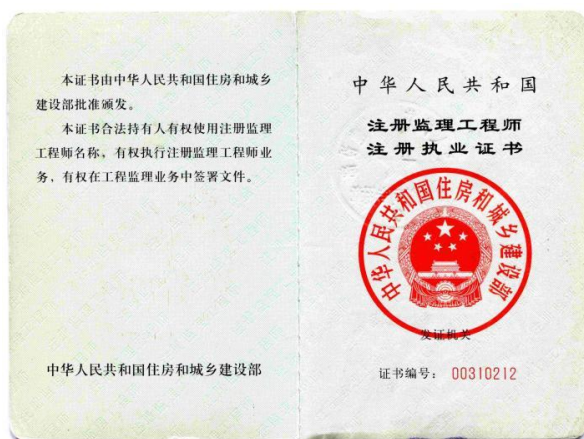 本证书由中华人民共和国住房和城乡
建设部批准颁发。
本证书合法持有人有权使用注册监理
工程师名称，有权执行注册监理工程师业
务，有权在工程监理业务中签署文件。
中华人民共和国住房和城乡建设部
中华人民共和国
注册监理工程师
注册执业证书
中华人民共和国住房和城乡建设部
发证机关
证书编号： 00310212